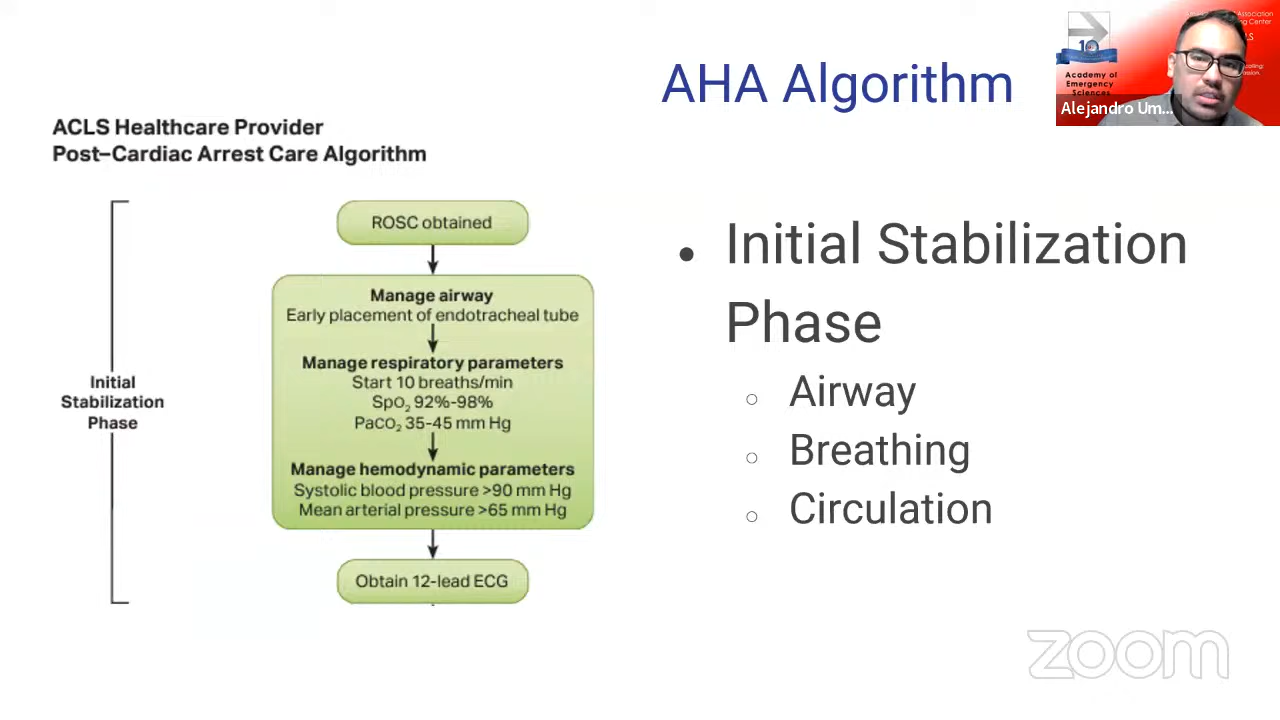 AHA Algorithm
ACLS Healthcare Provider
Post–Cardiac Arrest Care Algorithm
ROSC obtained
Manage airway
Early placement of endotracheal tube
Manage respiratory parameters
Start 10 breaths/min
SpO₂ 92%-98%
PaCO₂ 35-45 mm Hg
Manage hemodynamic parameters
Systolic blood pressure >90 mm Hg
Mean arterial pressure >65 mm Hg
Obtain 12-lead ECG
Initial
Stabilization
Phase
• Initial Stabilization
Phase
○ Airway
○ Breathing
○ Circulation
10
Academy of
Emergency
Sciences
Alejandro Um...
zoom